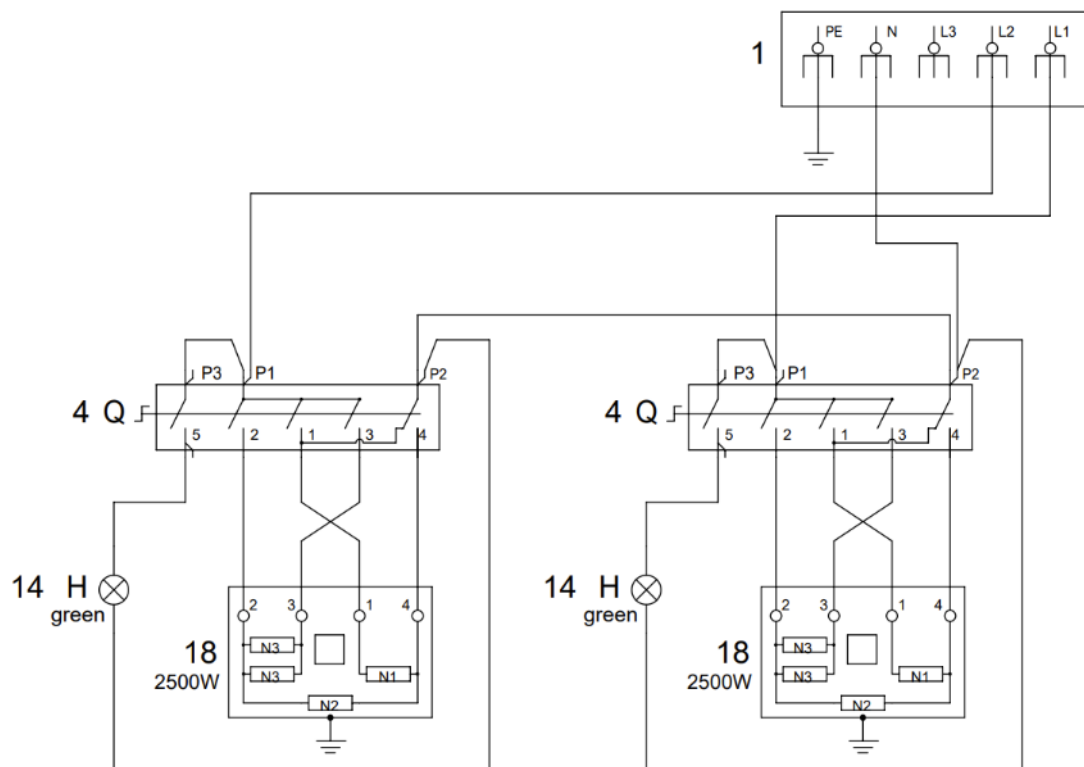 PE N L3 L2 L1
1
P3 P1 P2 P3 P1 P2
4 Q 4 Q
5 2 1 3 4 5 2 1 3 4
14 H 14 H
green green
2 3 1 4 2 3 1 4
N3 N3
18 18
2500W 2500W
N3 N1 N3 N1
N2 N2